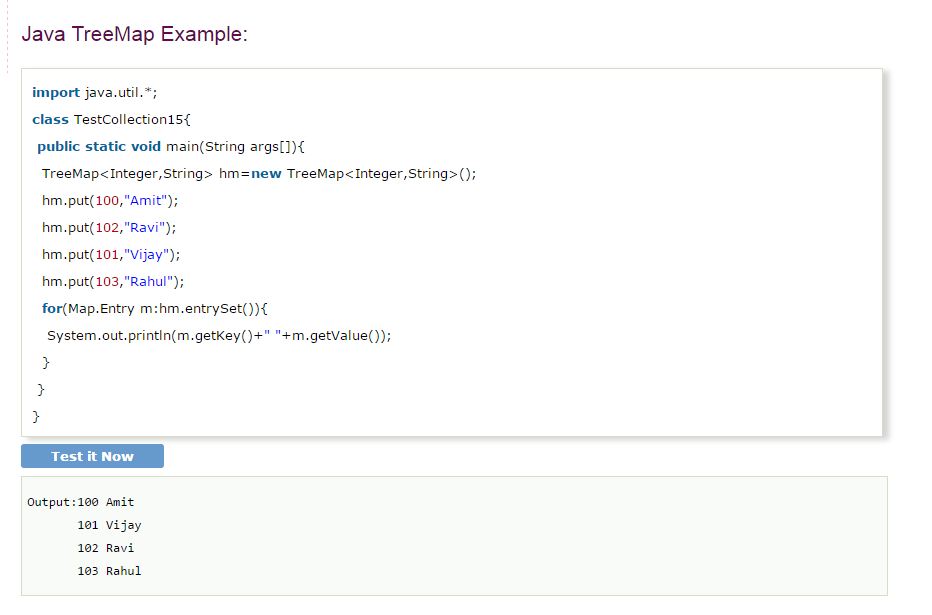 Java TreeMap Example:
import java.util.*;
class TestCollection15{
 public static void main(String args[]){
  TreeMap<Integer,String> hm=new TreeMap<Integer,String>();
  hm.put(100,"Amit");
  hm.put(102,"Ravi");
  hm.put(101,"Vijay");
  hm.put(103,"Rahul");
  for(Map.Entry m:hm.entrySet()){
   System.out.println(m.getKey()+" "+m.getValue());
  }
 }
}
Test it Now
Output:100 Amit
       101 Vijay
       102 Ravi
       103 Rahul